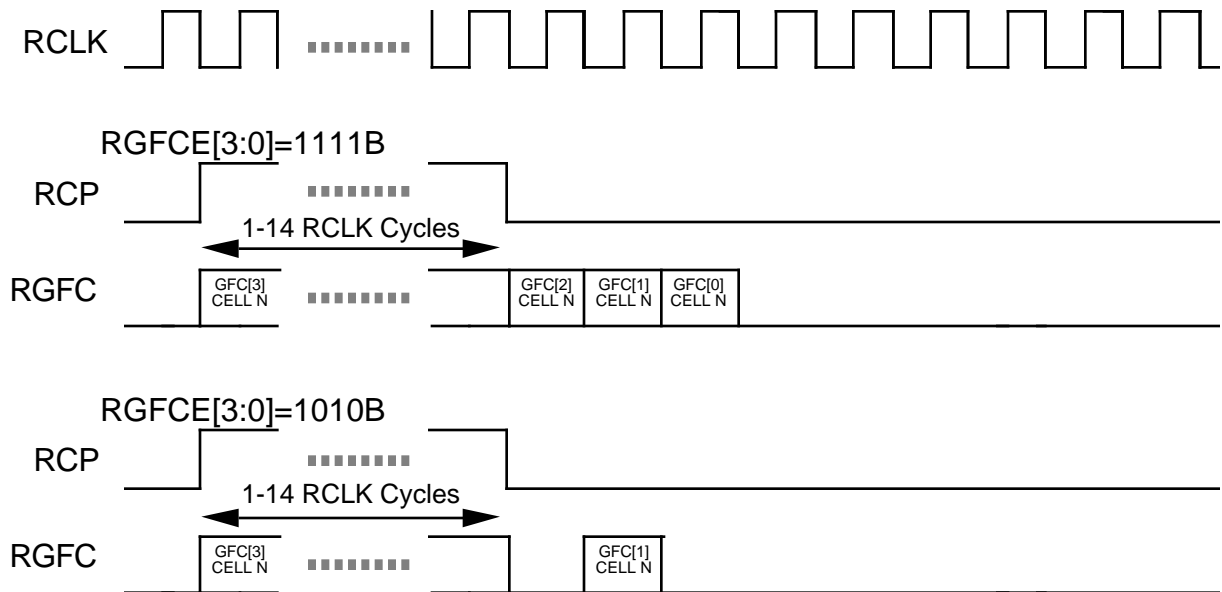 RCLK
RGFCE[3:0]=1111B
RCP
1-14 RCLK Cycles
RGFC
GFC[3] CELL N
GFC[2] CELL N
GFC[1] CELL N
GFC[0] CELL N
RGFCE[3:0]=1010B
RCP
1-14 RCLK Cycles
RGFC
GFC[3] CELL N
GFC[1] CELL N